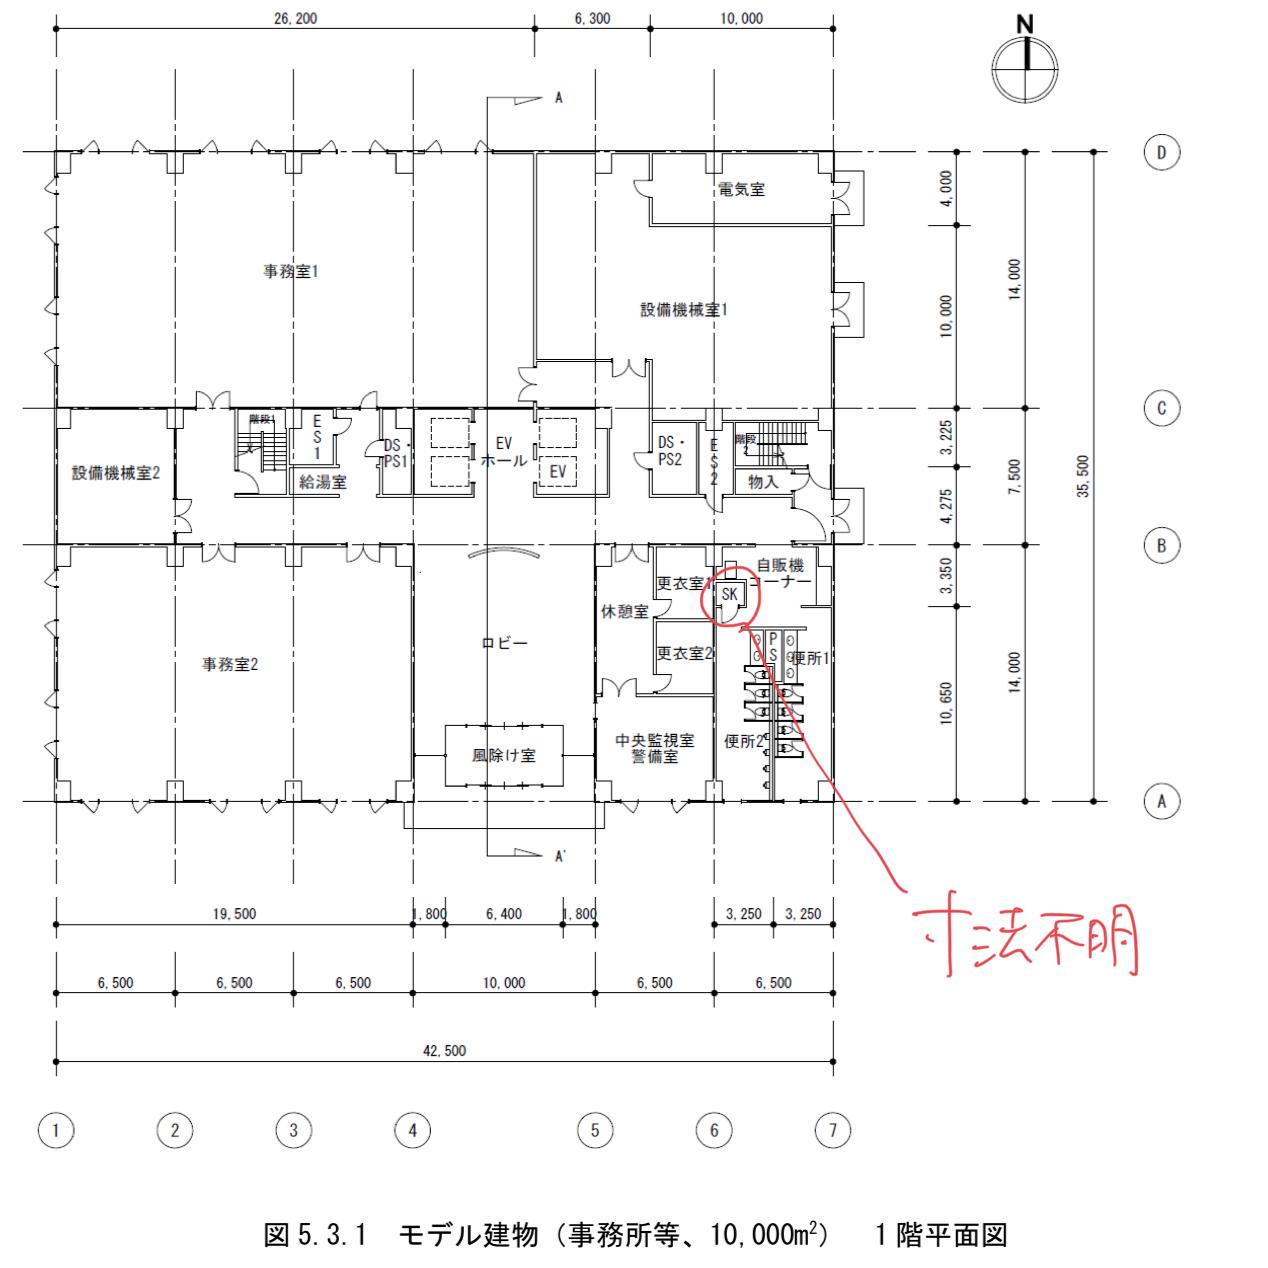 26,200
6,300
10,000
N
A
D
4,000
電気室
14,000
事務室1
設備機械室1
10,000
35,500
C
階段1
ES1
DS・PS1
EVホール
EV
DS・PS2
ES2
階段2
3,225
設備機械室2
給湯室
物入
7,500
4,275
B
自販機コーナー
更衣室1
SK
3,350
休憩室
ロビー
PS
更衣室2
便所1
事務室2
14,000
10,650
中央監視室
警備室
風除け室
便所2
A
A'
寸法不明
19,500
1,800
6,400
1,800
3,250
3,250
6,500
6,500
6,500
10,000
6,500
6,500
42,500
1
2
3
4
5
6
7
図5.3.1 モデル建物（事務所等、10,000m²） 1階平面図